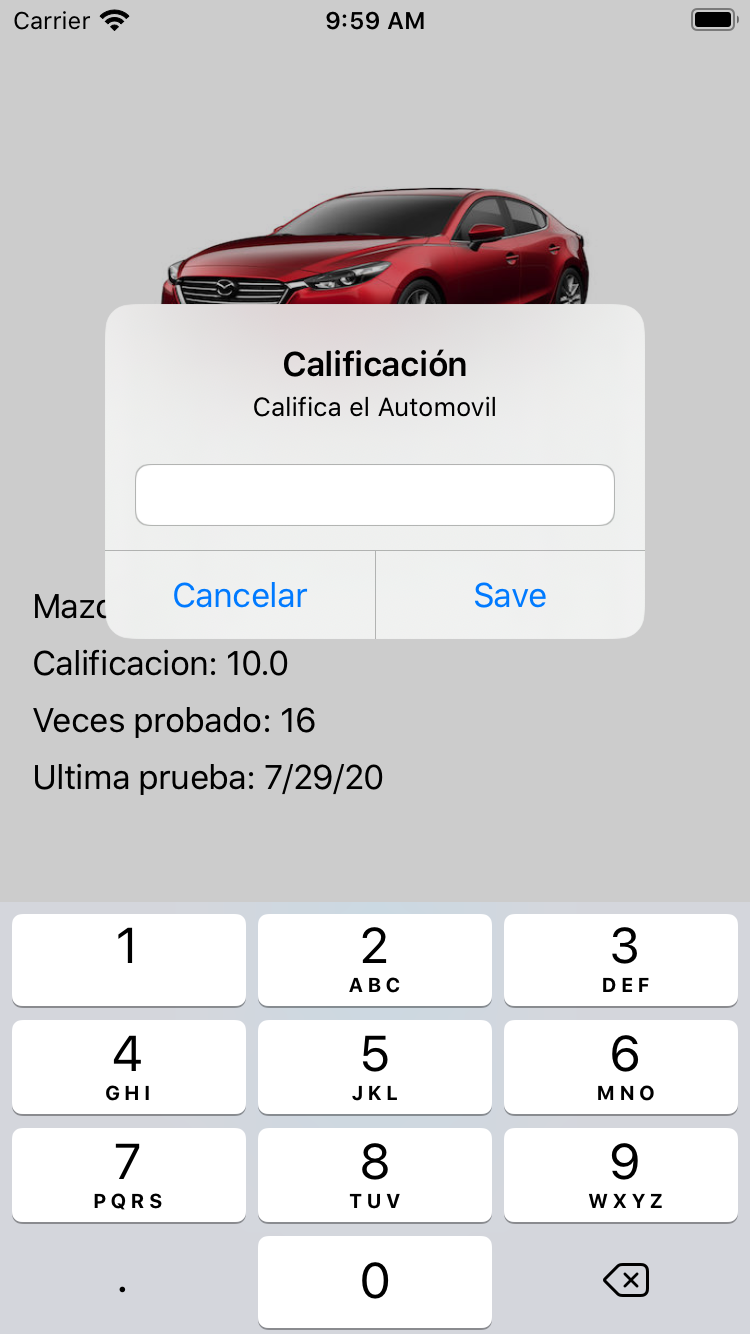 Carrier 9:59 AM
Calificación
Califica el Automovil
Cancelar Save
Calificacion: 10.0
Veces probado: 16
Ultima prueba: 7/29/20
1 2 3
ABC DEF
4 5 6
GHI JKL MNO
7 8 9
PQRS TUV WXYZ
. 0